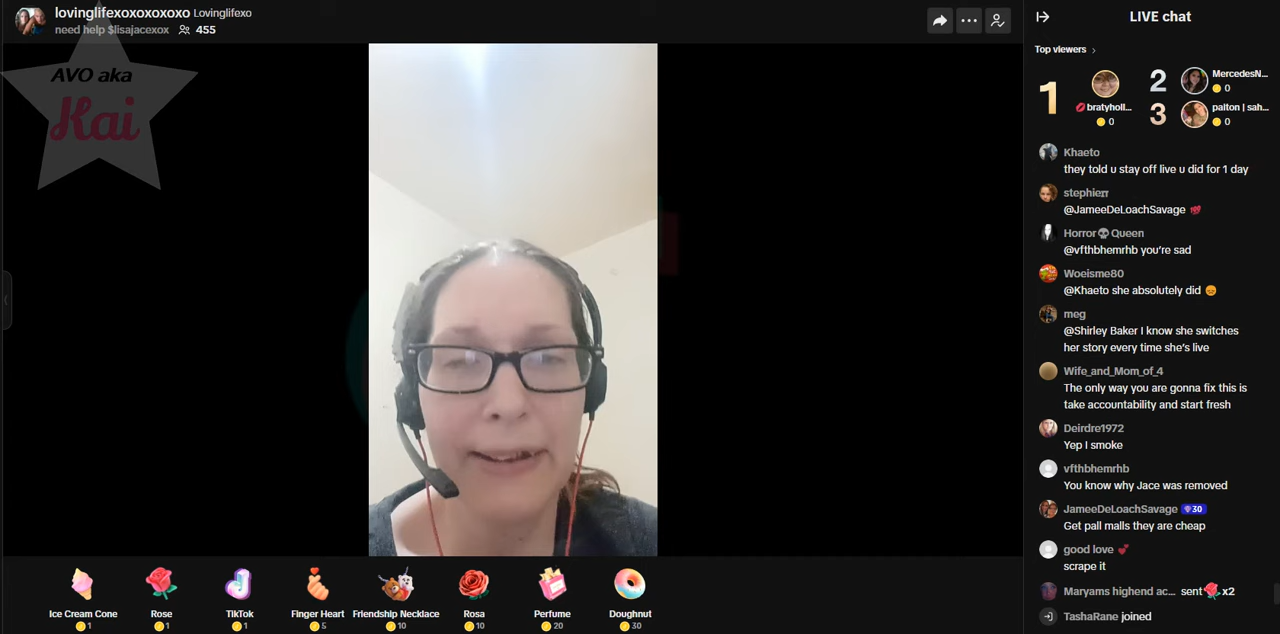 lovinglifexoxoxoxoxo Lovinglifexo
need help $lisajacexox 455
AVO aka
Kai
LIVE chat
Top viewers
1
bratyholl...
0
2
MercedesN...
0
3
paiton | sah...
0
Khaeto
they told u stay off live u did for 1 day
stephierr
@JameeDeLoachSavage
Horror Queen
@vfthbhemrhb you're sad
Woeisme80
@Khaeto she absolutely did
meg
@Shirley Baker I know she switches
her story every time she's live
Wife_and_Mom_of_4
The only way you are gonna fix this is
take accountability and start fresh
Deirdre1972
Yep I smoke
vfthbhemrhb
You know why Jace was removed
JameeDeLoachSavage 30
Get pall malls they are cheap
good love
scrape it
Maryams highend ac... sent x2
TashaRane joined
Ice Cream Cone
1
Rose
1
TikTok
1
Finger Heart
5
Friendship Necklace
10
Rosa
10
Perfume
20
Doughnut
30